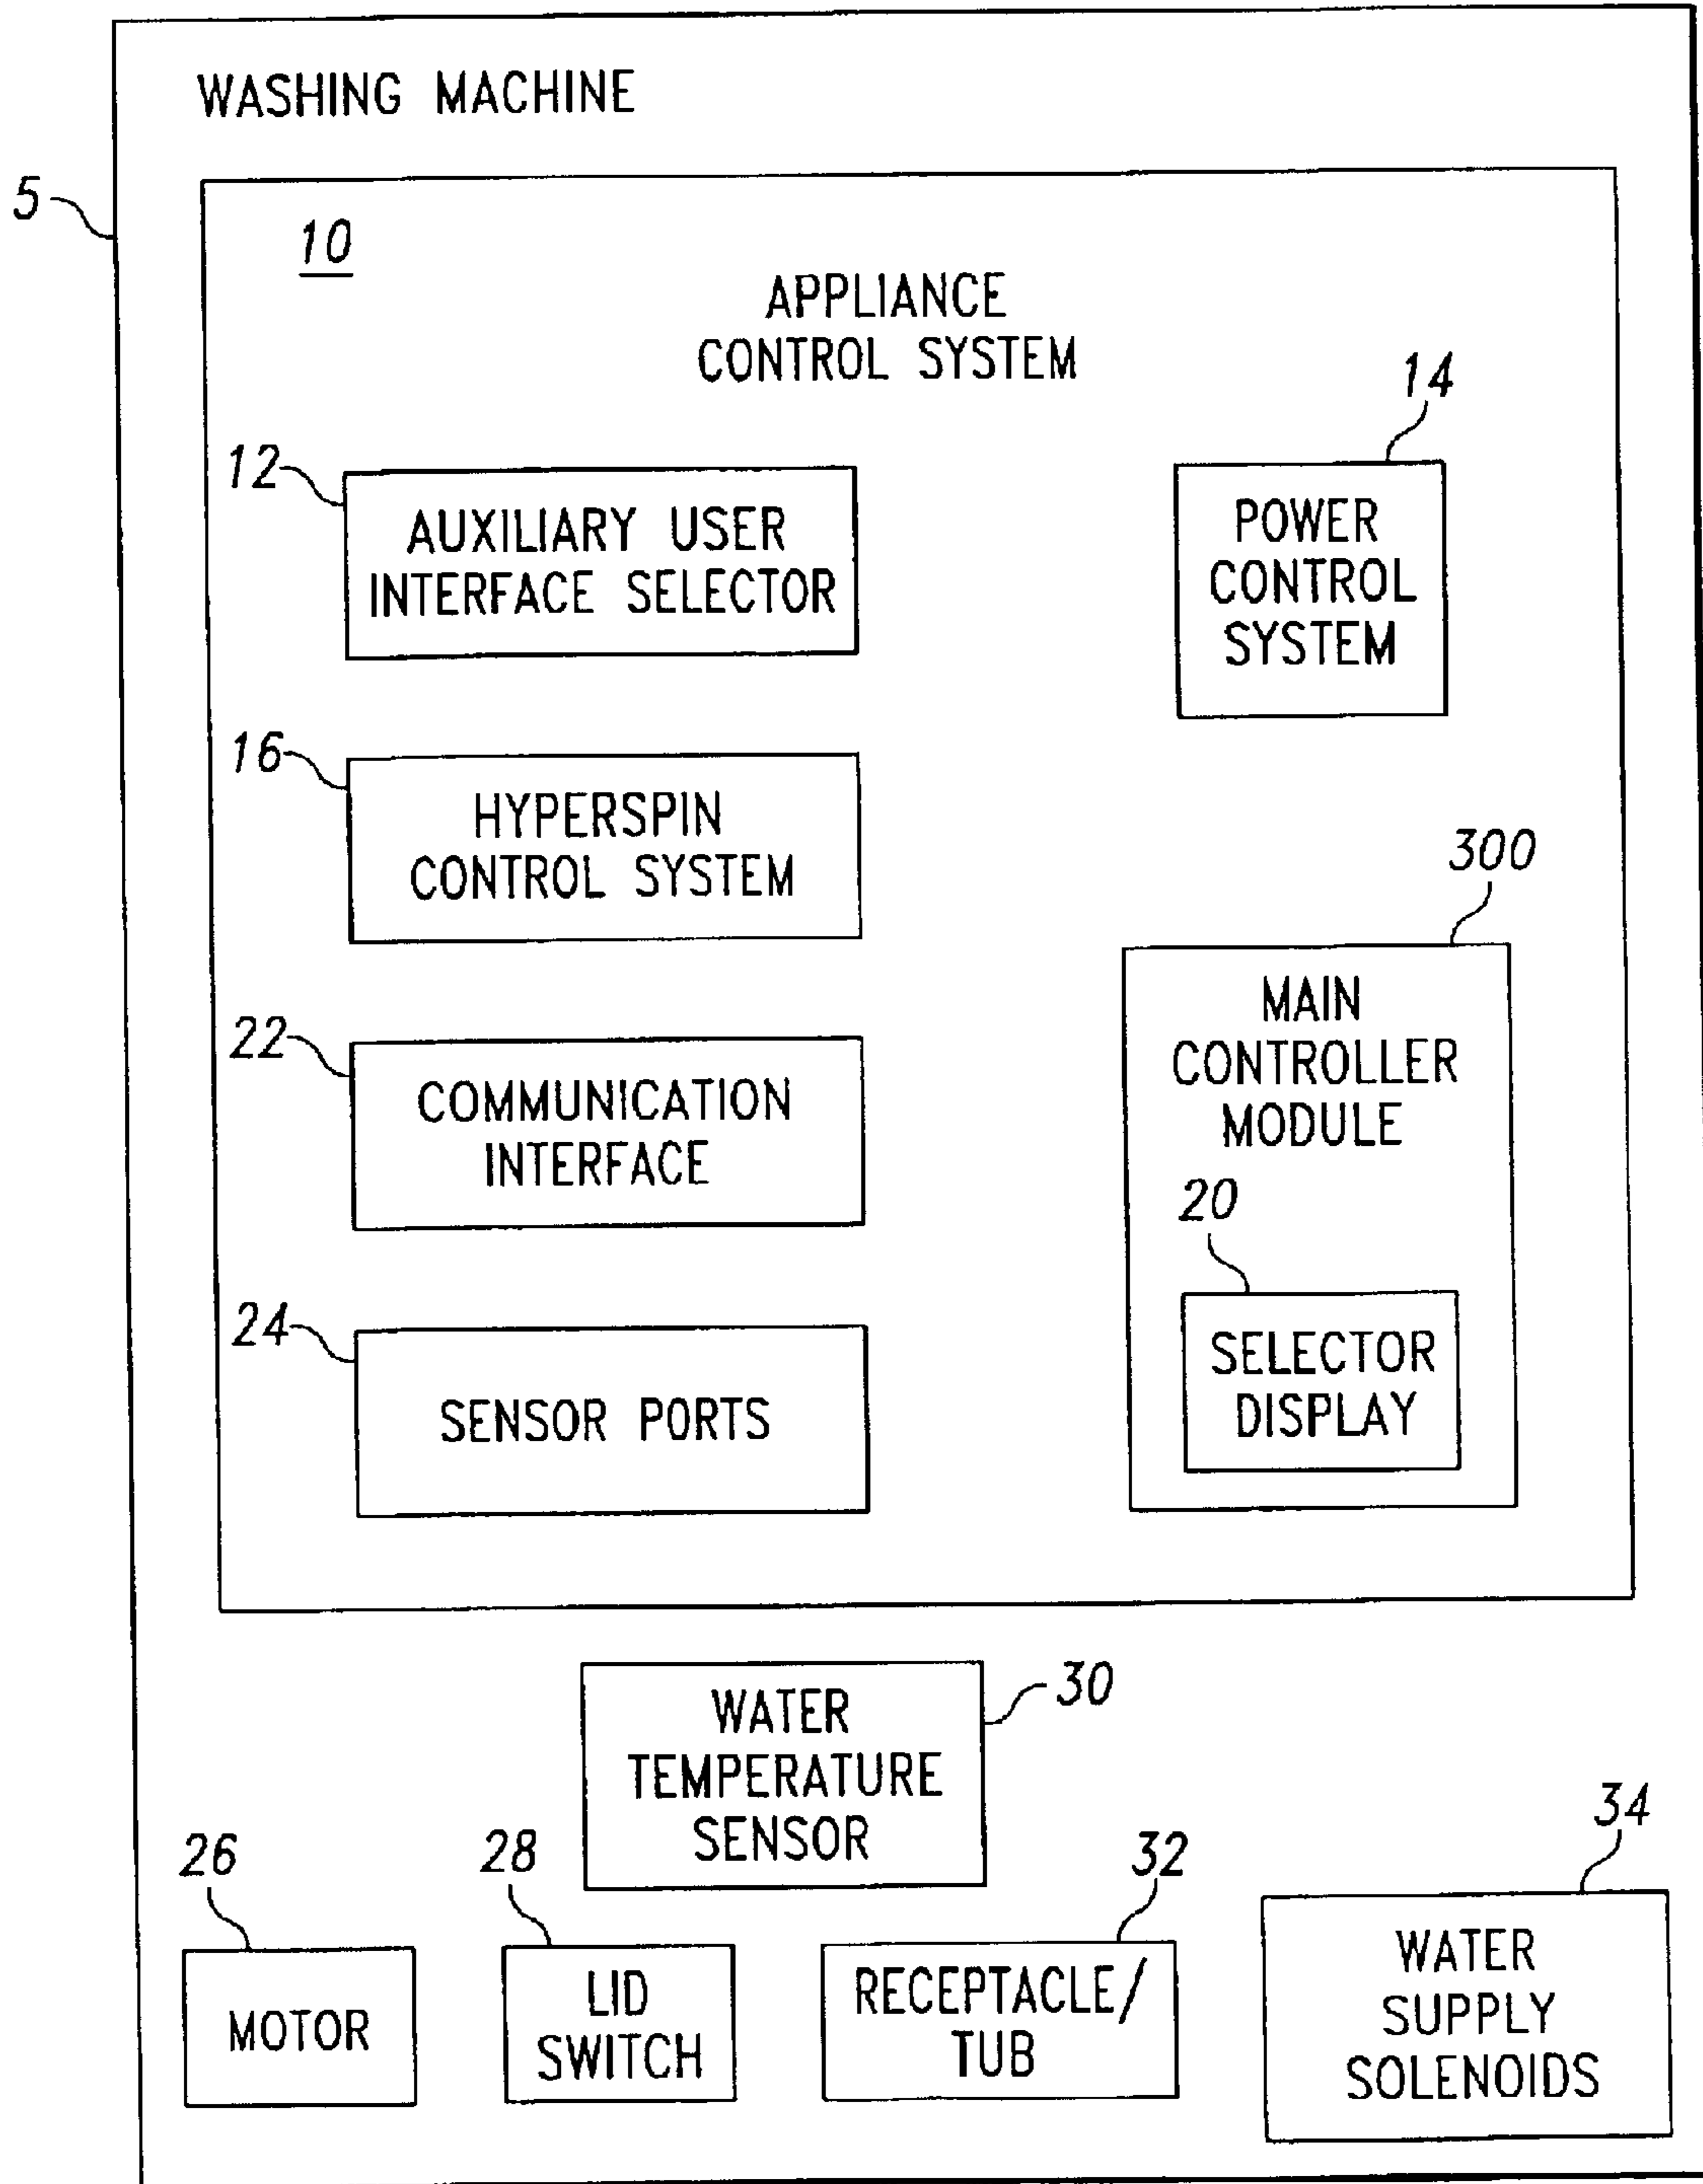 WASHING MACHINE
5
10
APPLIANCE
CONTROL SYSTEM
14
12
AUXILIARY USER
INTERFACE SELECTOR
POWER
CONTROL
SYSTEM
16
HYPERSPIN
CONTROL SYSTEM
300
MAIN
CONTROLLER
MODULE
22
COMMUNICATION
INTERFACE
20
SELECTOR
DISPLAY
24
SENSOR PORTS
30
WATER
TEMPERATURE
SENSOR
26
MOTOR
28
LID
SWITCH
32
RECEPTACLE/
TUB
34
WATER
SUPPLY
SOLENOIDS